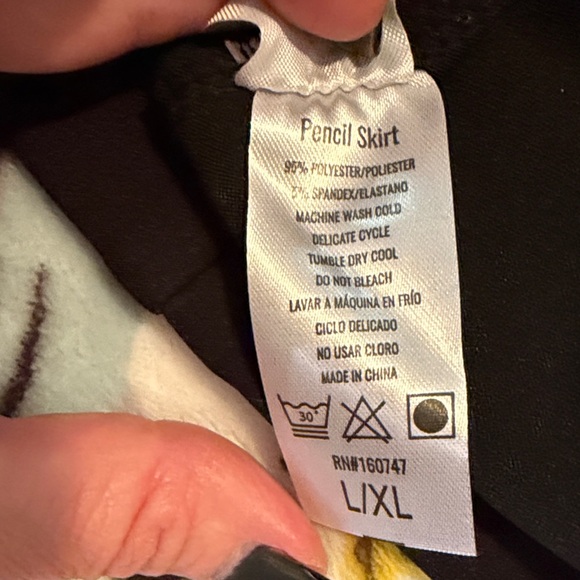 Pencil Skirt
95% POLYESTER/POLIESTER
5% SPANDEX/ELASTANO
MACHINE WASH COLD
DELICATE CYCLE
TUMBLE DRY COOL
DO NOT BLEACH
LAVAR A MÁQUINA EN FRÍO
CICLO DELICADO
NO USAR CLORO
MADE IN CHINA
30°
RN#160747
L/XL